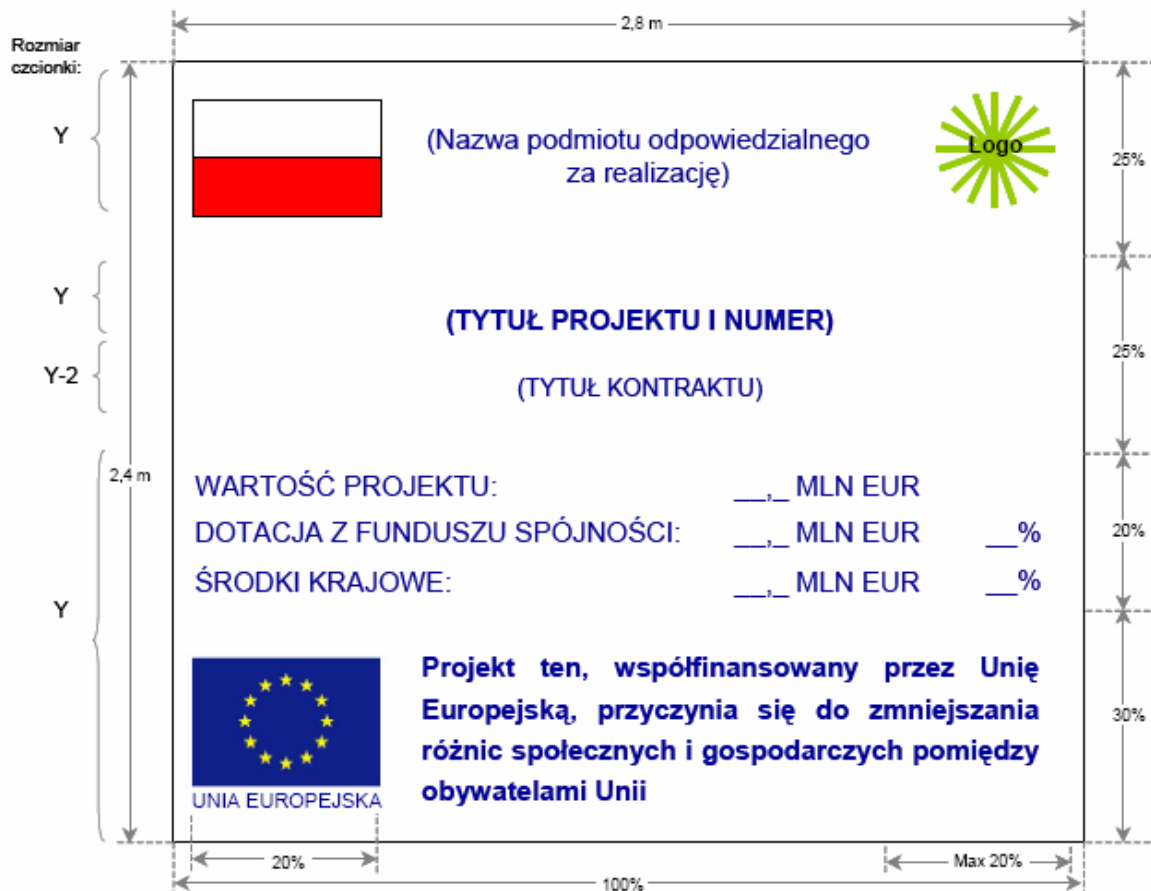 2,8 m
Rozmiar
czcionki:
Y
(Nazwa podmiotu odpowiedzialnego
za realizację)
Logo
25%
Y
(TYTUŁ PROJEKTU I NUMER)
25%
Y-2
(TYTUŁ KONTRAKTU)
2,4 m
WARTOŚĆ PROJEKTU: __,_ MLN EUR
DOTACJA Z FUNDUSZU SPÓJNOŚCI: __,_ MLN EUR __%
20%
ŚRODKI KRAJOWE: __,_ MLN EUR __%
Y
Projekt ten, współfinansowany przez Unię
Europejską, przyczynia się do zmniejszania
30%
różnic społecznych i gospodarczych pomiędzy
obywatelami Unii
UNIA EUROPEJSKA
20%
Max 20%
100%